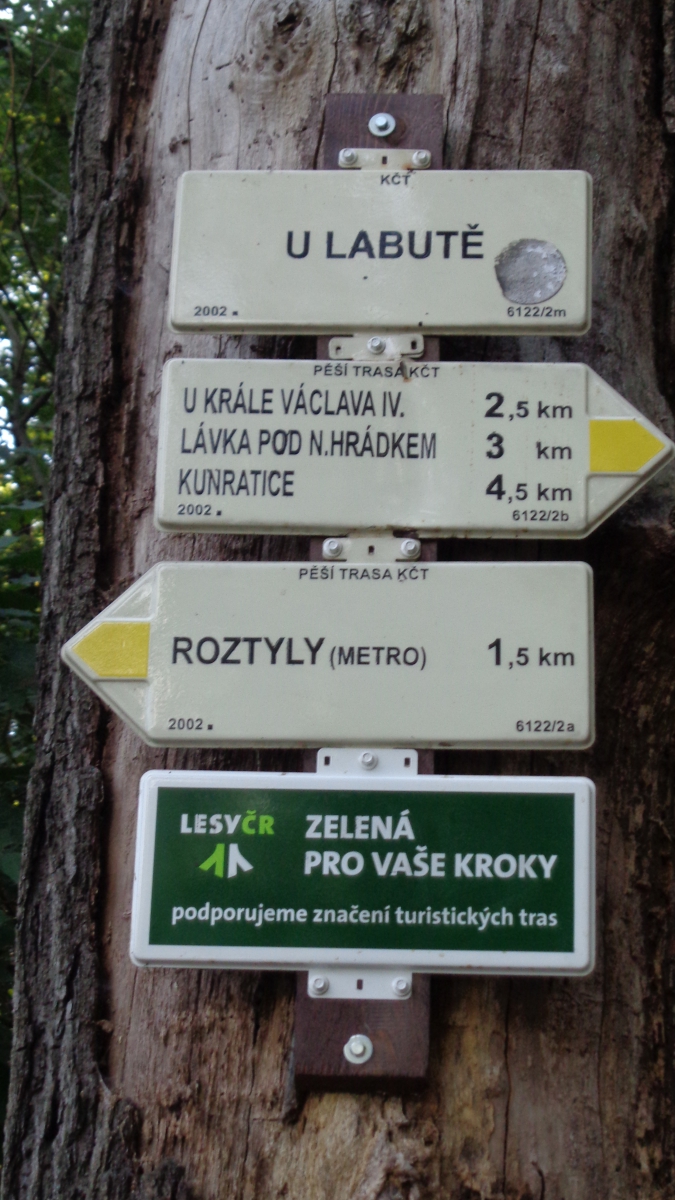 KČT
U LABUTĚ
2002. 6122/2m
PĚŠÍ TRASA KČT
U KRÁLE VÁCLAVA IV. 2,5 km
LÁVKA POD N.HRÁDKEM 3 km
KUNRATICE 4,5 km
2002. 6122/2b
PĚŠÍ TRASA KČT
ROZTYLY (METRO) 1,5 km
2002. 6122/2a
LESYČR ZELENÁ
PRO VAŠE KROKY
podporujeme značení turistických tras